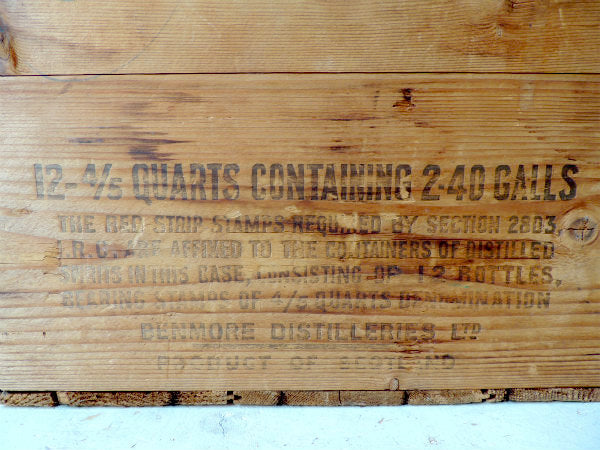 12-4/5 QUARTS CONTAINING 2·40 GALLS
THE RED STRIP STAMPS REQUIRED BY SECTION 2803,
I.R.C. ARE AFFIXED TO THE CONTAINERS OF DISTILLED
SPIRITS IN THIS CASE, CONSISTING OF 12 BOTTLES,
BEARING STAMPS OF 4/5 QUARTS DENOMINATION
BENMORE DISTILLERIES LTD
PRODUCT OF SCOTLAND